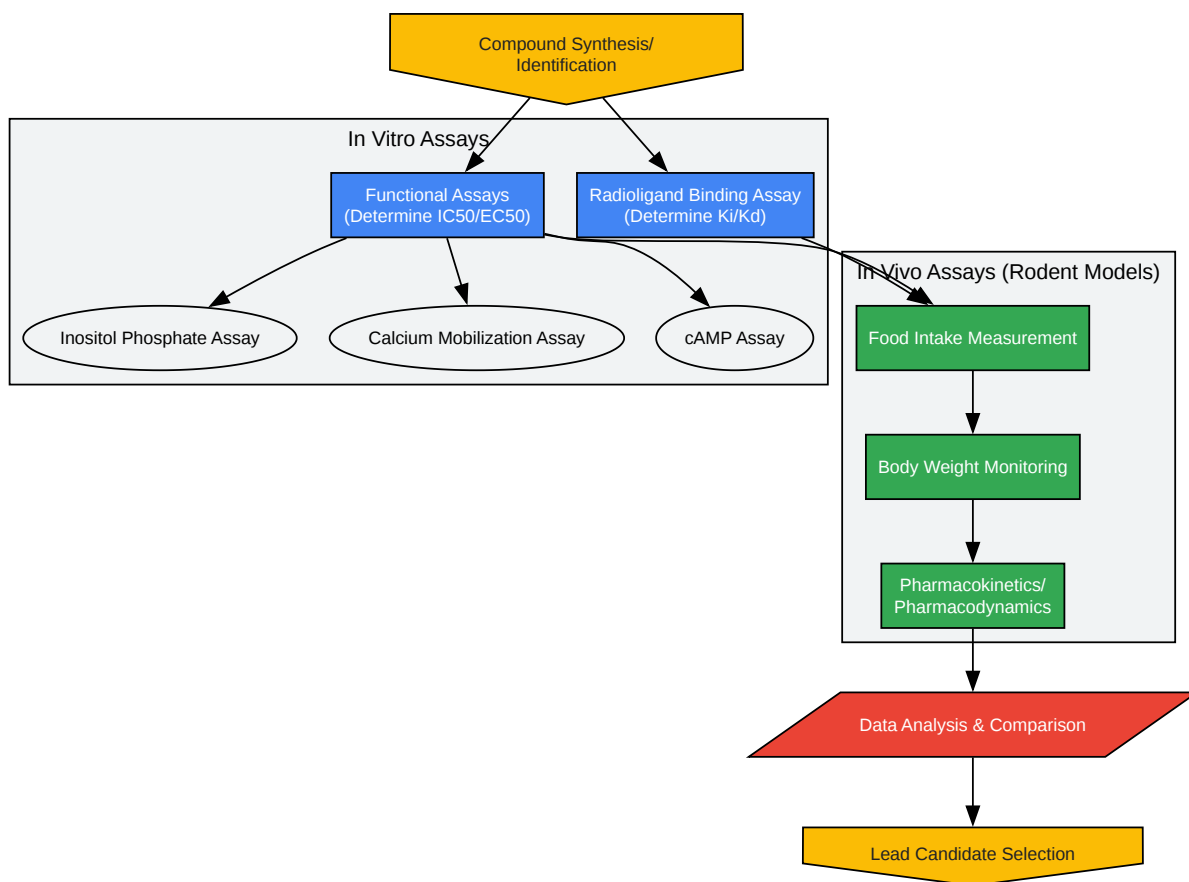 Compound Synthesis/
Identification
In Vitro Assays
Functional Assays
(Determine IC50/EC50)
Radioligand Binding Assay
(Determine Ki/Kd)
In Vivo Assays (Rodent Models)
Inositol Phosphate Assay
Calcium Mobilization Assay
cAMP Assay
Food Intake Measurement
Body Weight Monitoring
Pharmacokinetics/
Pharmacodynamics
Data Analysis & Comparison
Lead Candidate Selection